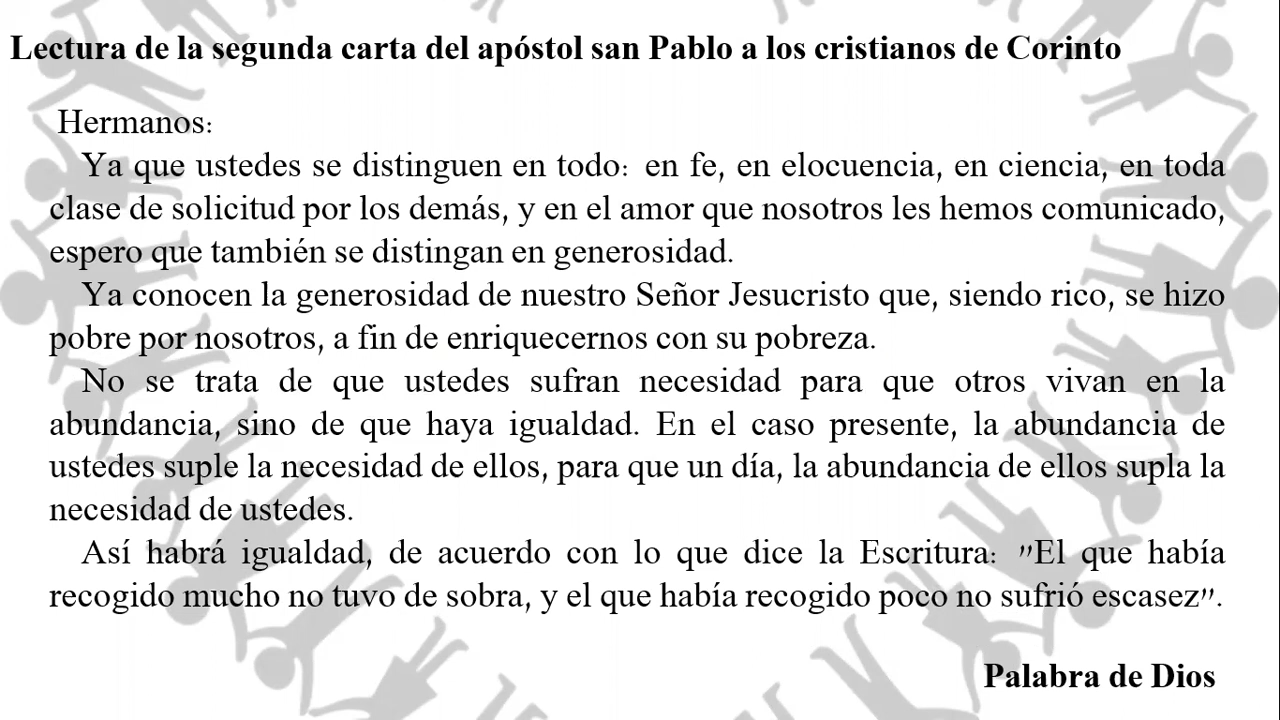 Lectura de la segunda carta del apóstol san Pablo a los cristianos de Corinto
Hermanos:
Ya que ustedes se distinguen en todo: en fe, en elocuencia, en ciencia, en toda
clase de solicitud por los demás, y en el amor que nosotros les hemos comunicado,
espero que también se distingan en generosidad.
Ya conocen la generosidad de nuestro Señor Jesucristo que, siendo rico, se hizo
pobre por nosotros, a fin de enriquecernos con su pobreza.
No se trata de que ustedes sufran necesidad para que otros vivan en la
abundancia, sino de que haya igualdad. En el caso presente, la abundancia de
ustedes suple la necesidad de ellos, para que un día, la abundancia de ellos supla la
necesidad de ustedes.
Así habrá igualdad, de acuerdo con lo que dice la Escritura: "El que había
recogido mucho no tuvo de sobra, y el que había recogido poco no sufrió escasez".
Palabra de Dios